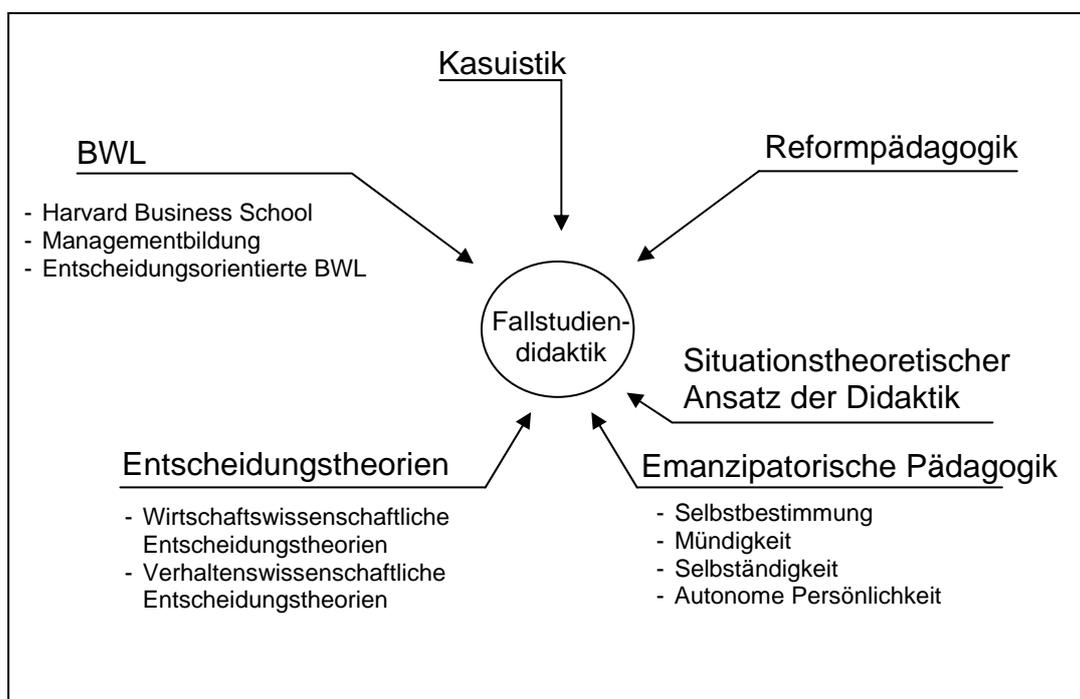 Kasuistik
BWL
- Harvard Business School
- Managementbildung
- Entscheidungsorientierte BWL
Reformpädagogik
Fallstudien-
didaktik
Situationstheoretischer
Ansatz der Didaktik
Entscheidungstheorien
- Wirtschaftswissenschaftliche
Entscheidungstheorien
- Verhaltenswissenschaftliche
Entscheidungstheorien
Emanzipatorische Pädagogik
- Selbstbestimmung
- Mündigkeit
- Selbständigkeit
- Autonome Persönlichkeit